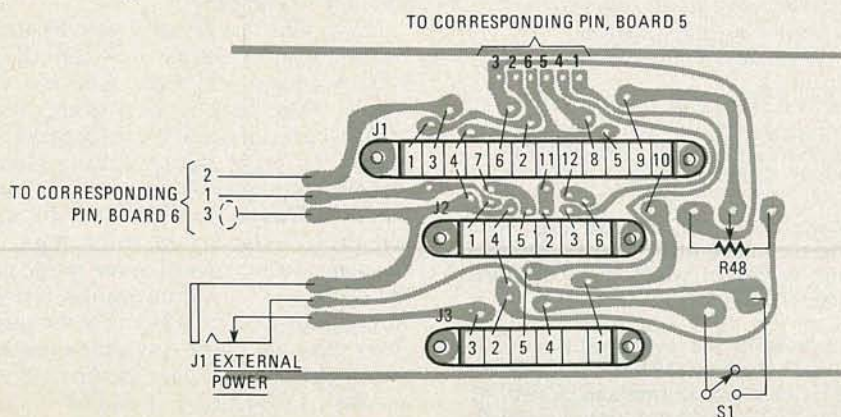 TO CORRESPONDING PIN, BOARD 5
3 2 6 5 4 1
J1
1 3 4 7 6 2 11 12 8 5 9 10
2
TO CORRESPONDING 1
PIN, BOARD 6 3
J2
1 4 5 2 3 6
R48
J3
3 2 5 4 1
J1 EXTERNAL
POWER
S1